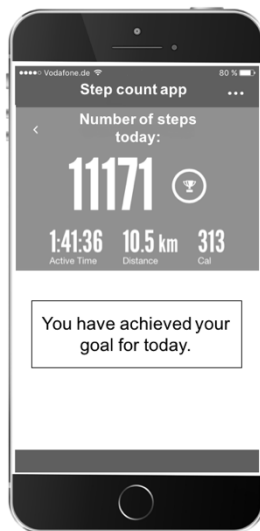 Vodafone.de 80 %
Step count app
Number of steps
today:
11171
1:41:36 10.5 km 313
Active Time Distance Cal
You have achieved your
goal for today.